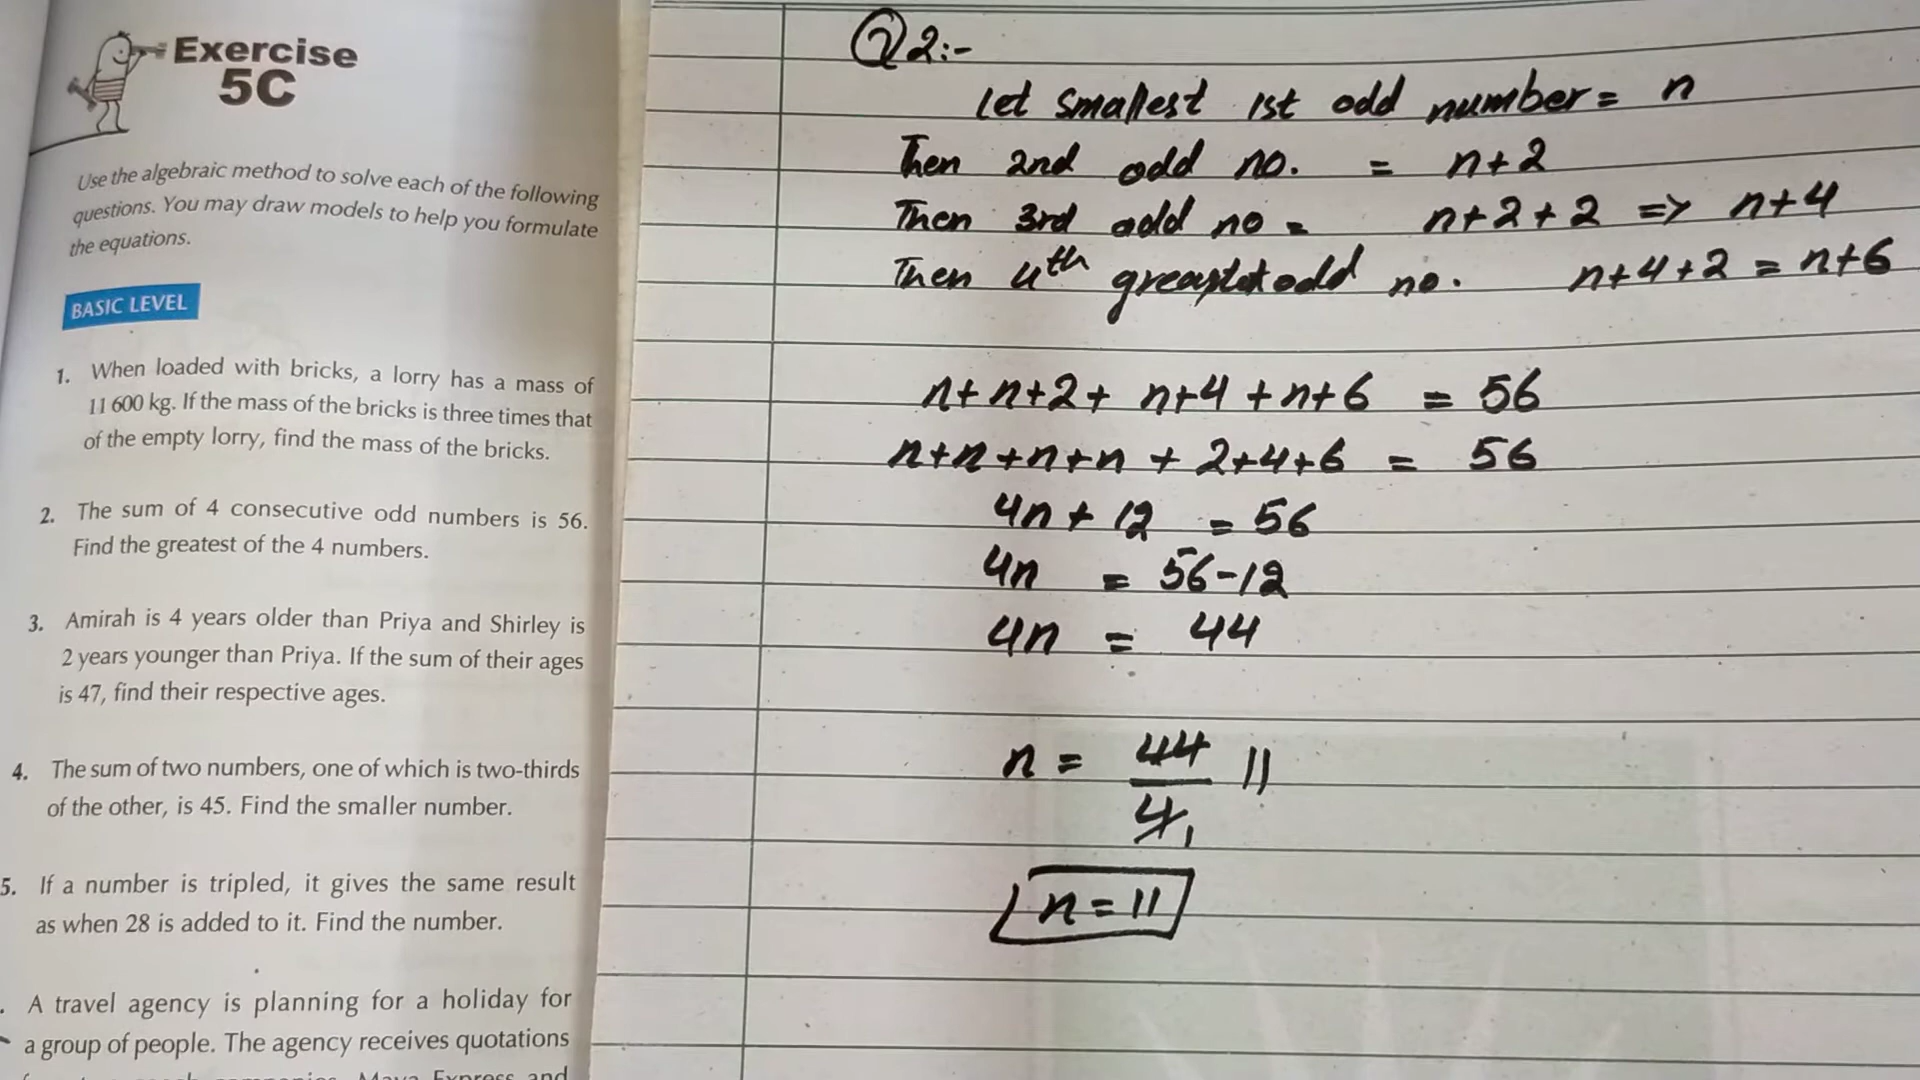 Exercise
5C
Use the algebraic method to solve each of the following
questions. You may draw models to help you formulate
the equations.
BASIC LEVEL
1. When loaded with bricks, a lorry has a mass of
11 600 kg. If the mass of the bricks is three times that
of the empty lorry, find the mass of the bricks.
2. The sum of 4 consecutive odd numbers is 56.
Find the greatest of the 4 numbers.
3. Amirah is 4 years older than Priya and Shirley is
2 years younger than Priya. If the sum of their ages
is 47, find their respective ages.
4. The sum of two numbers, one of which is two-thirds
of the other, is 45. Find the smaller number.
5. If a number is tripled, it gives the same result
as when 28 is added to it. Find the number.
. A travel agency is planning for a holiday for
a group of people. The agency receives quotations
Express and
Q2:-
Let smallest 1st odd number = n
Then 2nd odd no. = n+2
Then 3rd odd no = n+2+2 => n+4
Then 4th odd no. n+4+2 = n+6
n+n+2+ n+4 +n+6 = 56
n+n+n+n + 2+4+6 = 56
4n + 12 = 56
4n = 56-12
4n = 44
n = 44 11
4 1
n = 11